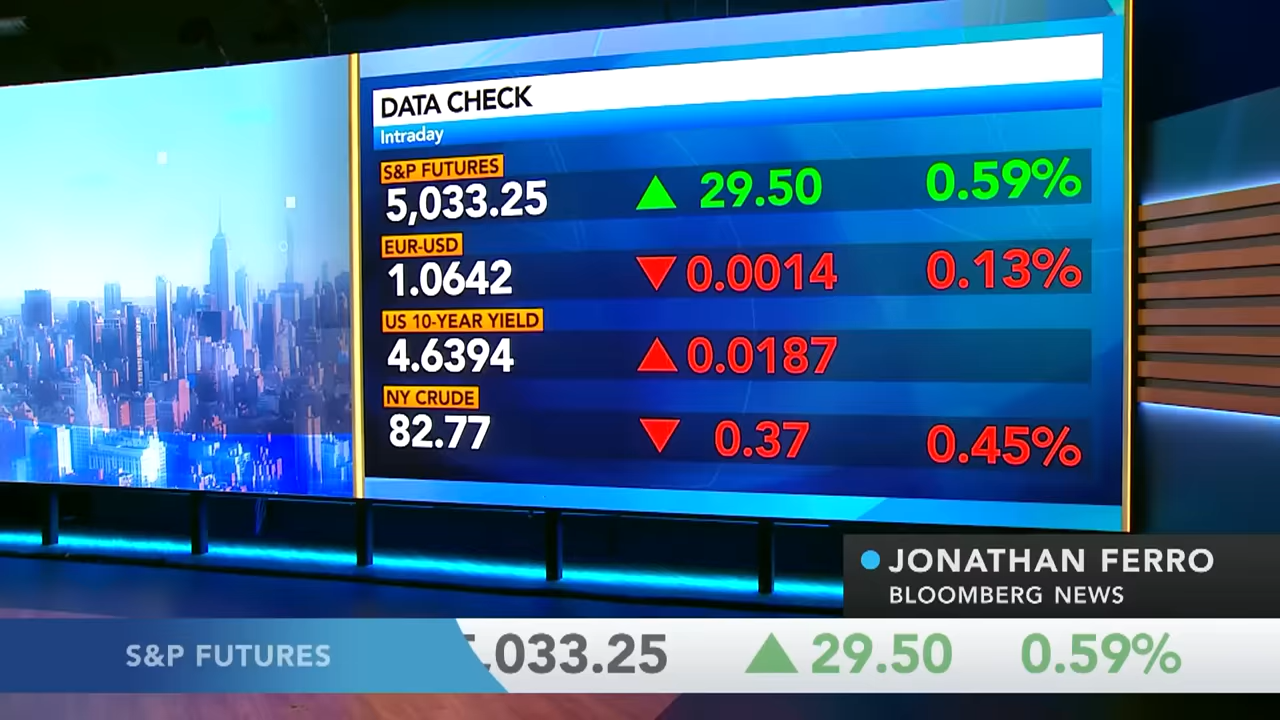 DATA CHECK
Intraday
S&P FUTURES
5,033.25 ▲ 29.50 0.59%
EUR-USD
1.0642 ▼ 0.0014 0.13%
US 10-YEAR YIELD
4.6394 ▲ 0.0187
NY CRUDE
82.77 ▼ 0.37 0.45%
JONATHAN FERRO
BLOOMBERG NEWS
S&P FUTURES ,033.25 ▲ 29.50 0.59%